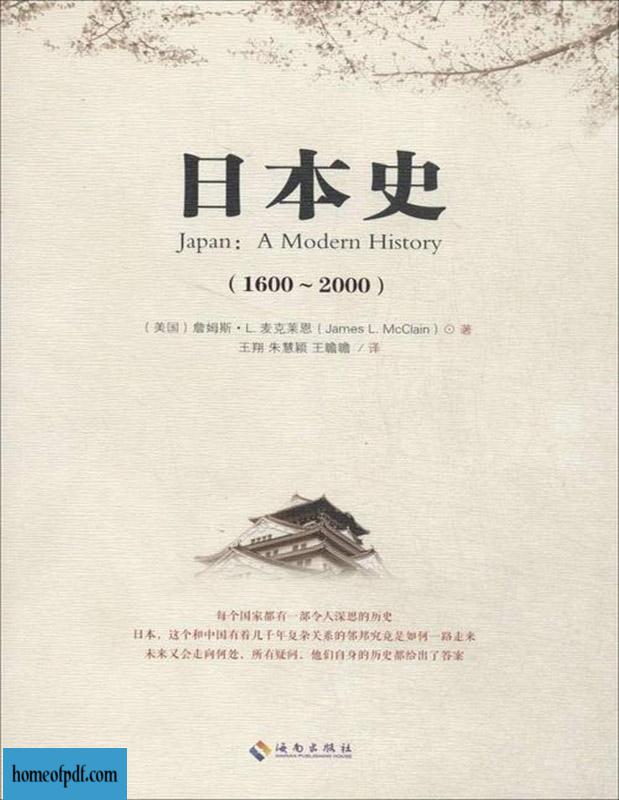 日本史
Japan: A Modern History
（1600～2000）
（美国）詹姆斯·L.麦克莱恩（James L. McClain）⊙ 著
王翔 朱慧颖 王瞻瞻 / 译
每个国家都有一部令人深思的历史
日本，这个和中国有着几千年复杂关系的邻邦究竟是如何一路走来
未来又会走向何处，所有疑问，他们自身的历史都给出了答案
海南出版社
HAINAN PUBLISHING HOUSE
homeofpdf.com